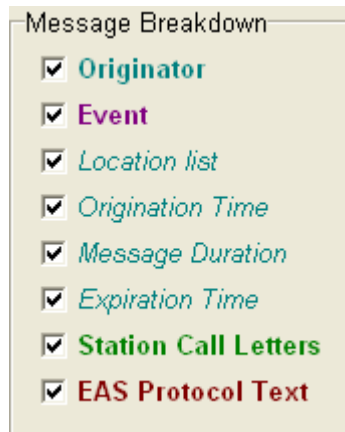 Message Breakdown
Originator
Event
Location list
Origination Time
Message Duration
Expiration Time
Station Call Letters
EAS Protocol Text